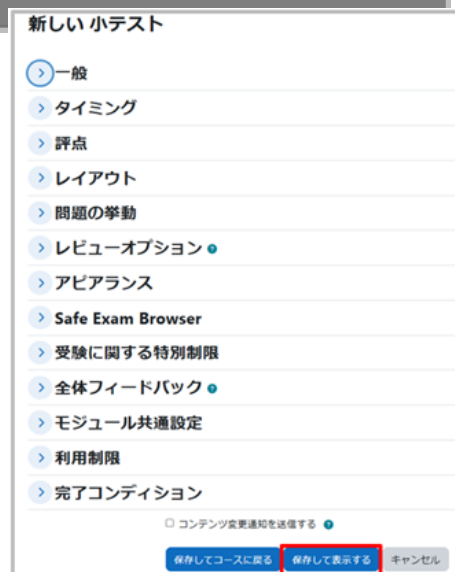 新しい 小テスト
一般
タイミング
評点
レイアウト
問題の挙動
レビューオプション
アピアランス
Safe Exam Browser
受験に関する特別制限
全体フィードバック
モジュール共通設定
利用制限
完了コンディション
コンテンツ変更通知を送信する
保存してコースに戻る 保存して表示する キャンセル